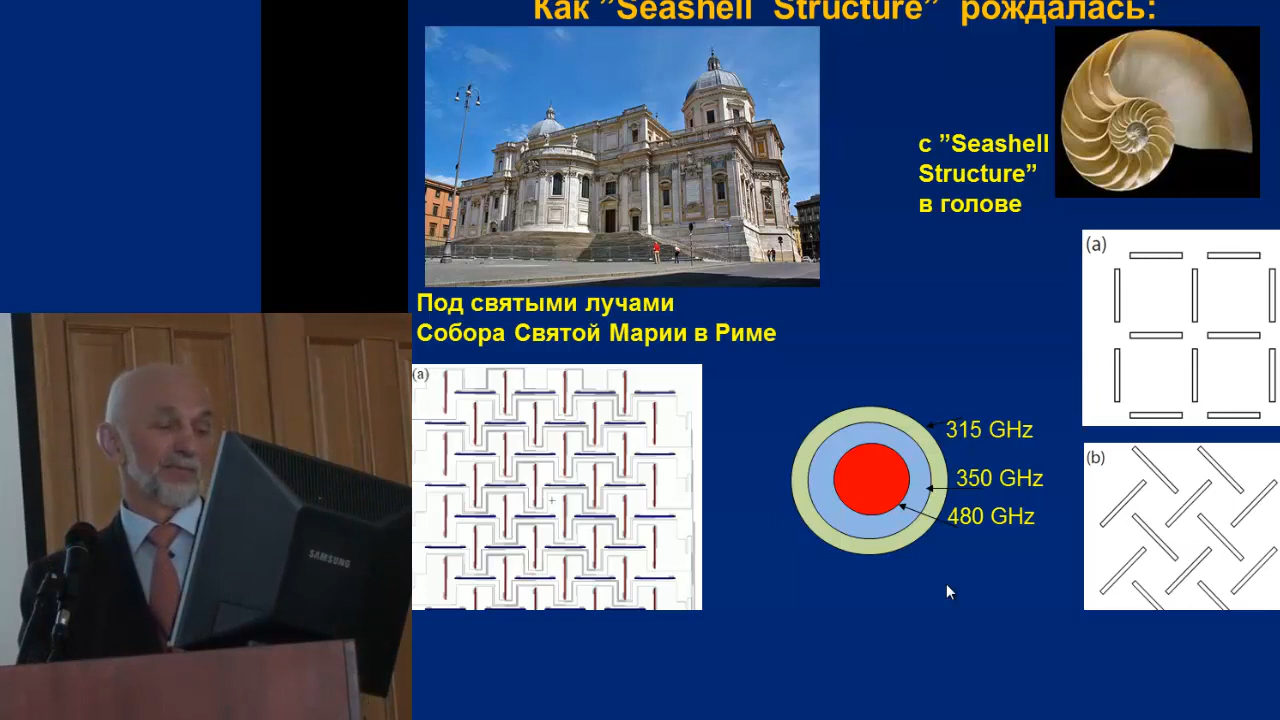 Как ”Seashell Structure” рождалась:
с ”Seashell
Structure”
в голове
(a)
Под святыми лучами
Собора Святой Марии в Риме
(a)
315 GHz
350 GHz
480 GHz
(b)
SAMSUNG